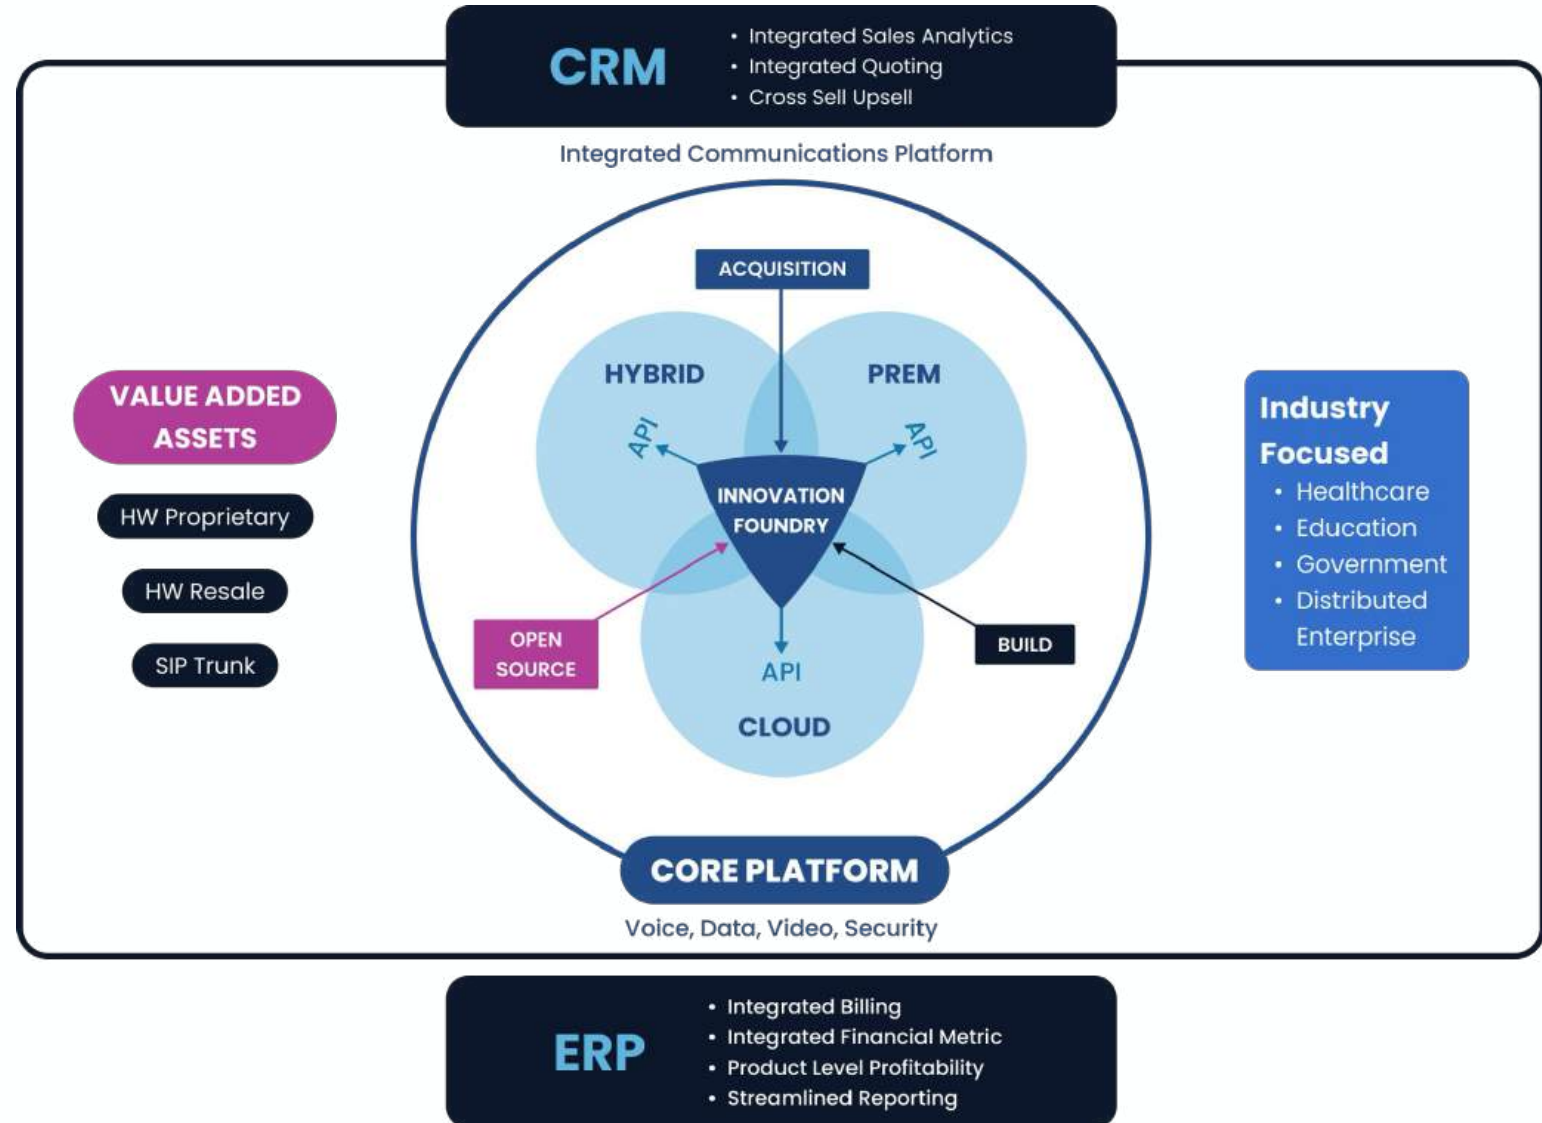 CRM
• Integrated Sales Analytics
• Integrated Quoting
• Cross Sell Upsell
Integrated Communications Platform
ACQUISITION
HYBRID
PREM
API
API
INNOVATION
FOUNDRY
OPEN
SOURCE
BUILD
API
CLOUD
CORE PLATFORM
Voice, Data, Video, Security
VALUE ADDED
ASSETS
HW Proprietary
HW Resale
SIP Trunk
Industry
Focused
• Healthcare
• Education
• Government
• Distributed
Enterprise
ERP
• Integrated Billing
• Integrated Financial Metric
• Product Level Profitability
• Streamlined Reporting